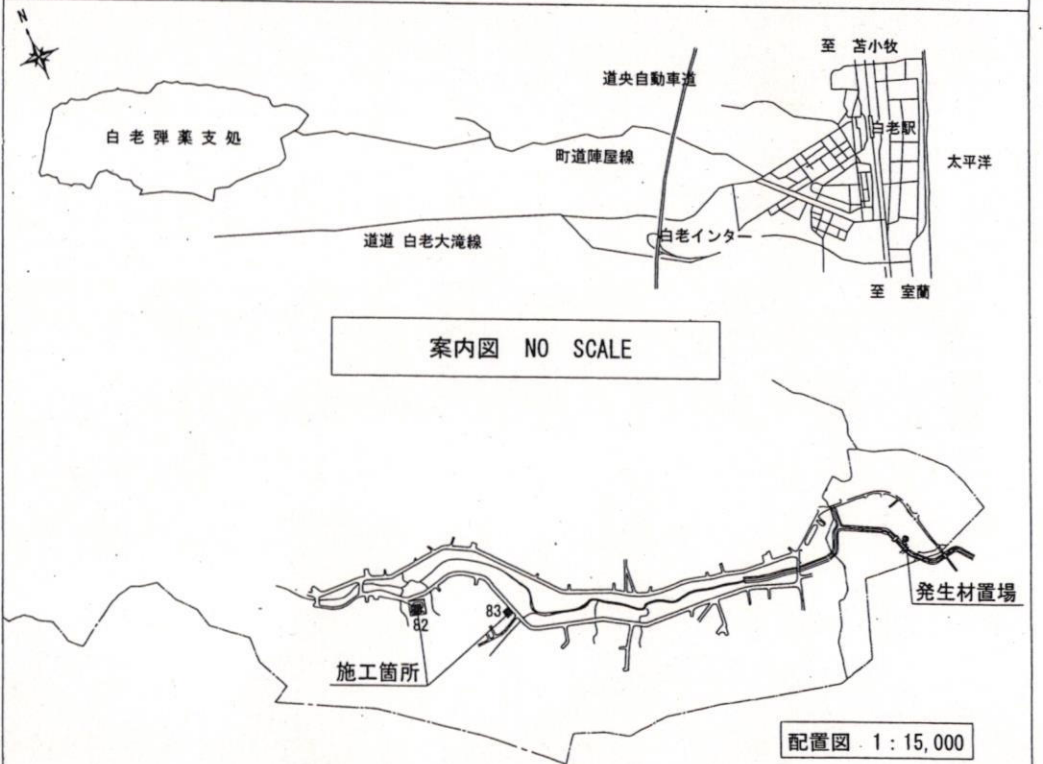 N
至 苫小牧
道央自動車道
白老弾薬支処
白老駅
町道陣屋線
太平洋
道道 白老大滝線
白老インター
至 室蘭
案内図 NO SCALE
83
82
発生材置場
施工箇所
配置図 1:15,000